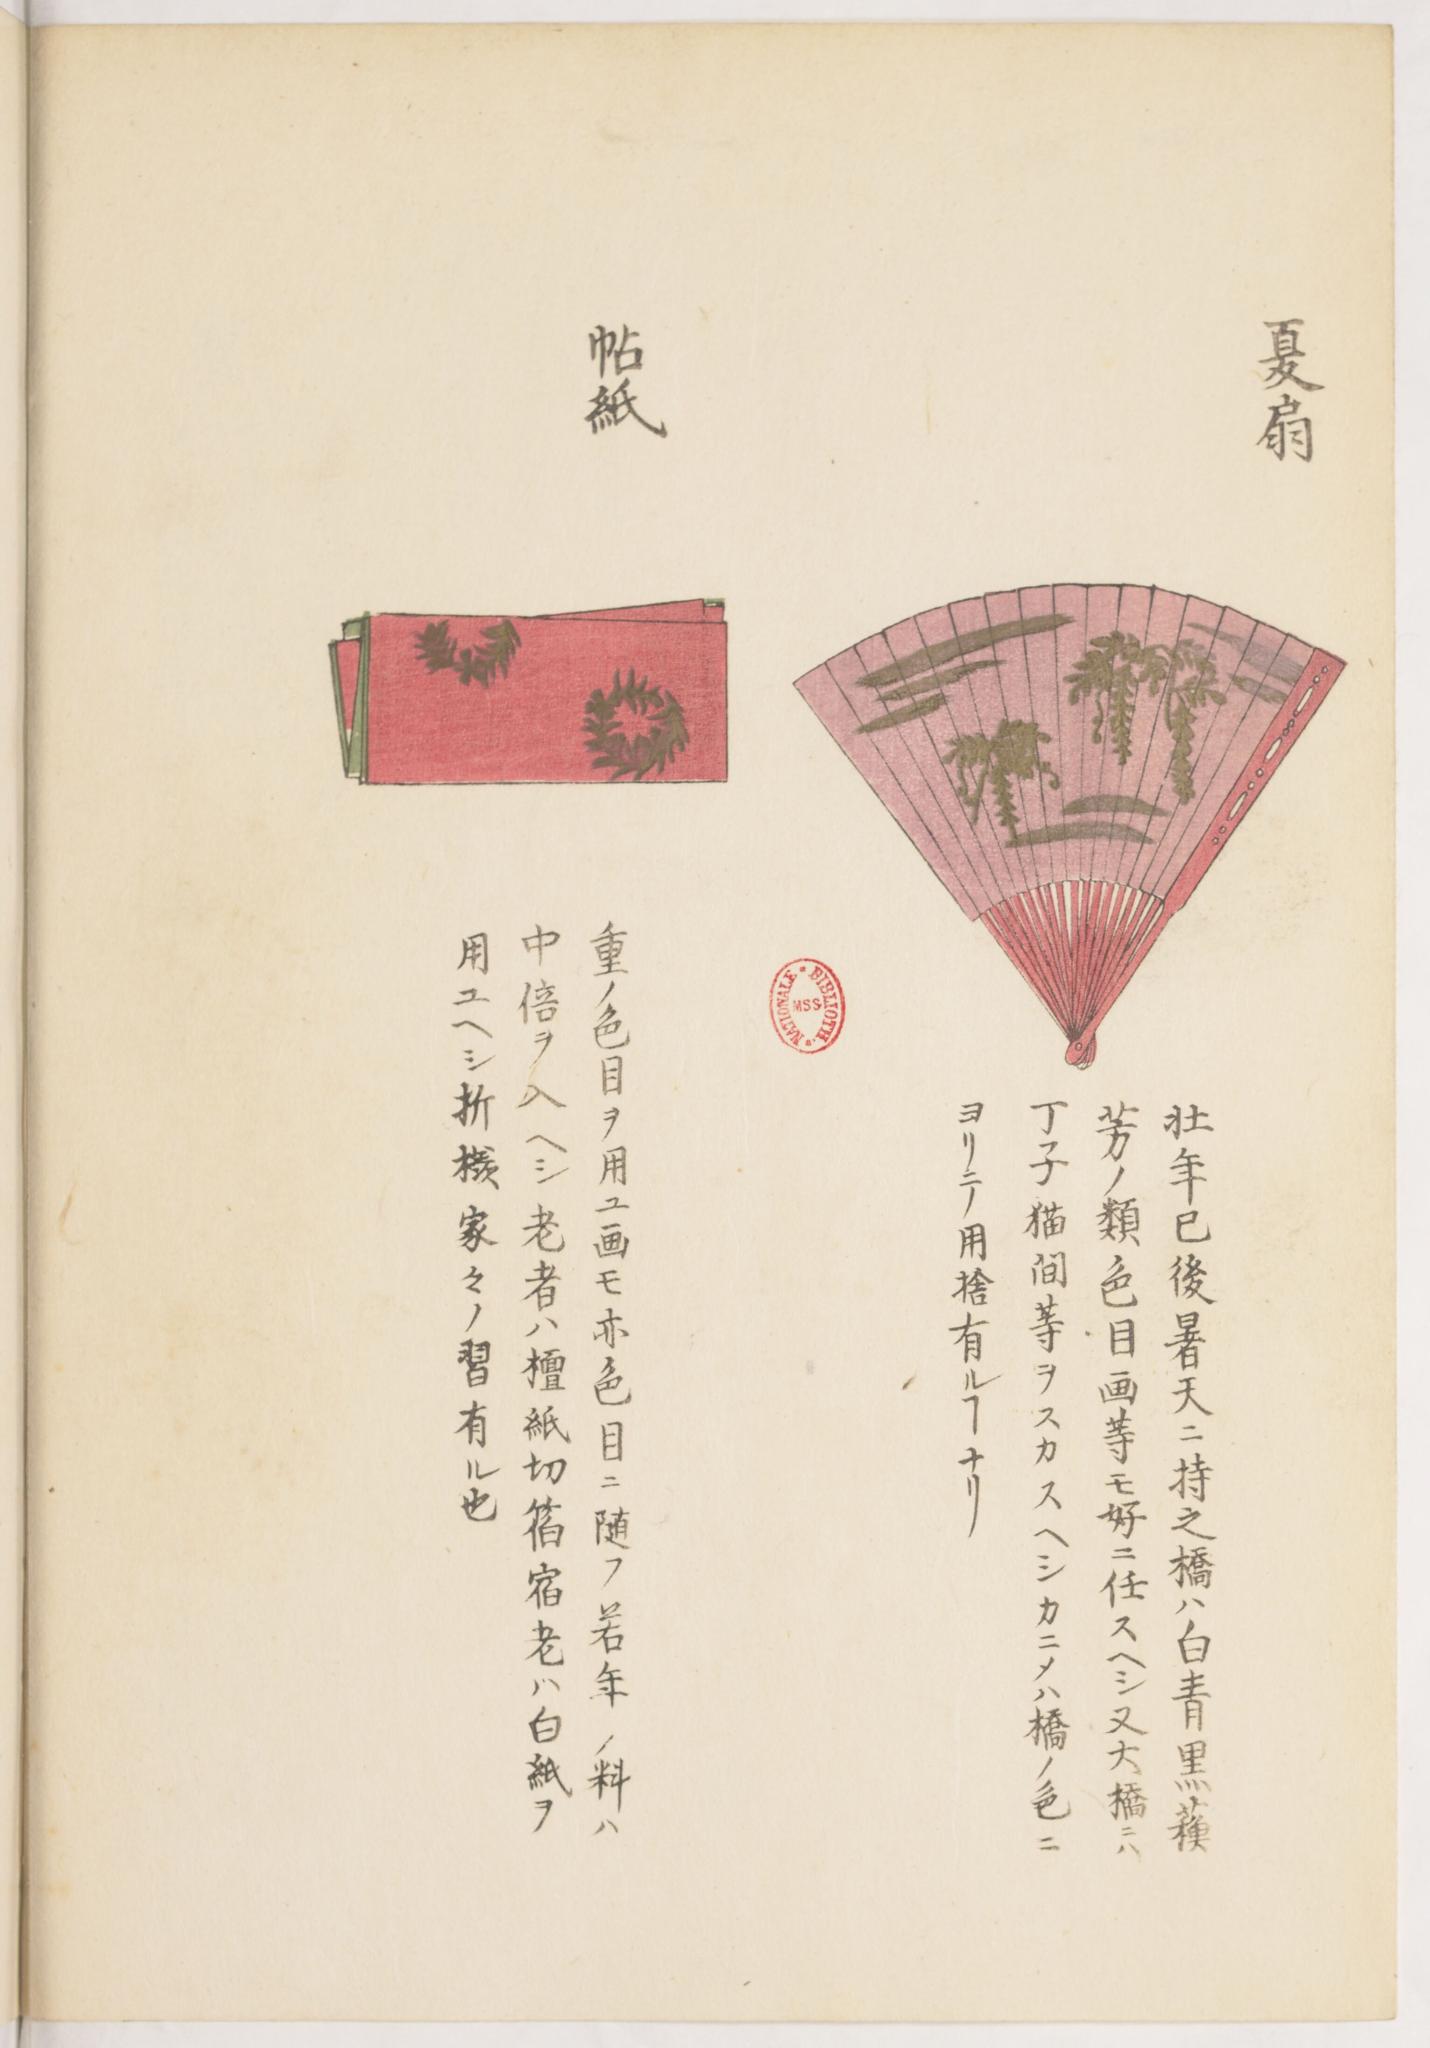 夏扇
壮年已後暑天ニ持之橋ハ白青黒蘓
芳ノ類色目画等モ好ニ任スヘシ又大橋ニハ
丁子猫間等ヲスカスヘシカニメハ橋ノ色ニ
ヨリテノ用捨有ルヿナリ
帖紙
重ノ色目ヲ用ユ画モ亦色目ニ随フ若年ノ料ハ
中倍ヲ入ヘシ老者ハ檀紙切箔宿老ハ白紙ヲ
用ユヘシ折様家々ノ習有ル也
BIBLIOTH. NATIONALE
MSS